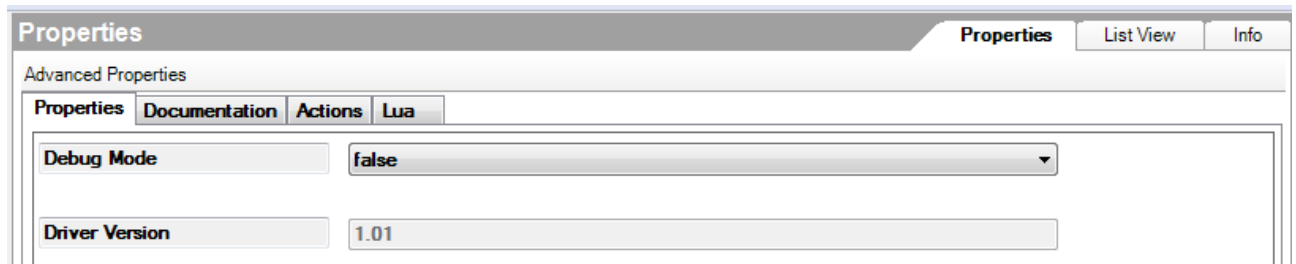 Properties Properties List View Info
Advanced Properties
Properties Documentation Actions Lua
Debug Mode false
Driver Version 1.01